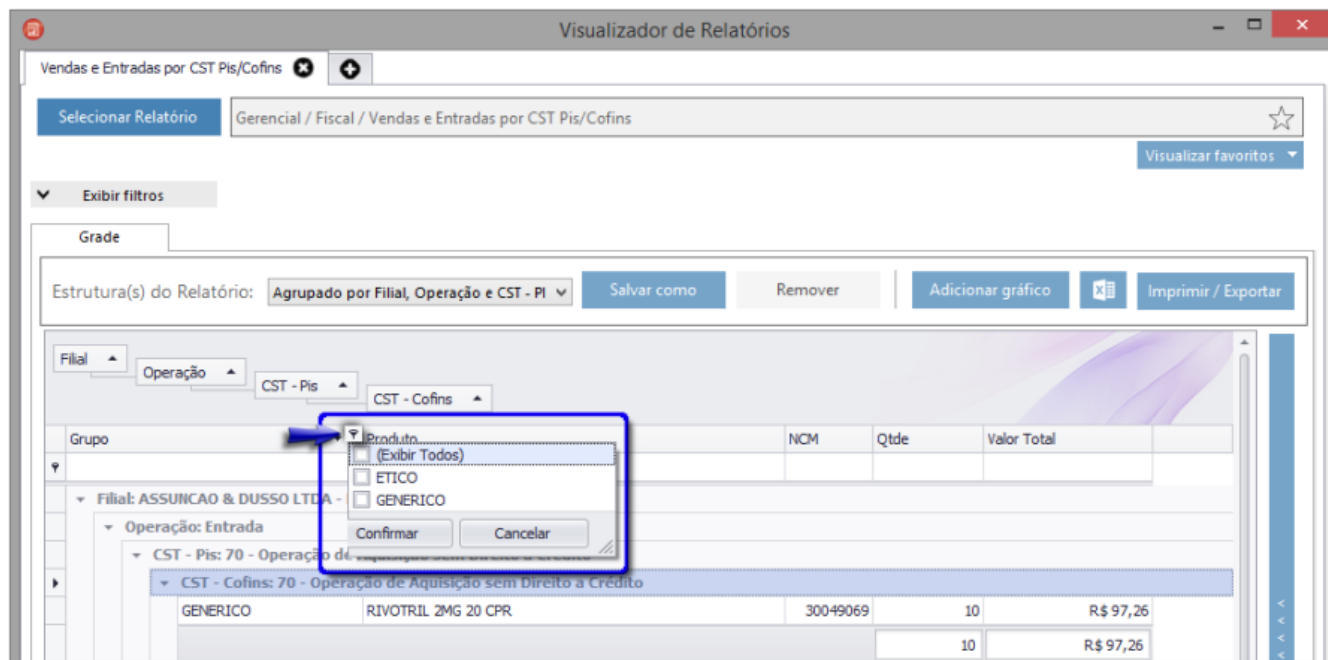 Visualizador de Relatórios
Vendas e Entradas por CST Pis/Cofins
Selecionar Relatório
Gerencial / Fiscal / Vendas e Entradas por CST Pis/Cofins
Visualizar favoritos
Exibir filtros
Grade
Estrutura(s) do Relatório: Agrupado por Filial, Operação e CST - PI Salvar como Remover Adicionar gráfico Imprimir / Exportar
Filial
Operação
CST - Pis
CST - Cofins
Grupo Produto NCM Qtde Valor Total
(Exibir Todos)
ETICO
GENERICO
Confirmar Cancelar
Filial: ASSUNCAO & DUSSO LTDA -
Operação: Entrada
CST - Pis: 70 - Operação de Aquisição sem Direito a Crédito
CST - Cofins: 70 - Operação de Aquisição sem Direito a Crédito
GENERICO RIVOTRIL 2MG 20 CPR 30049069 10 R$ 97,26
10 R$ 97,26